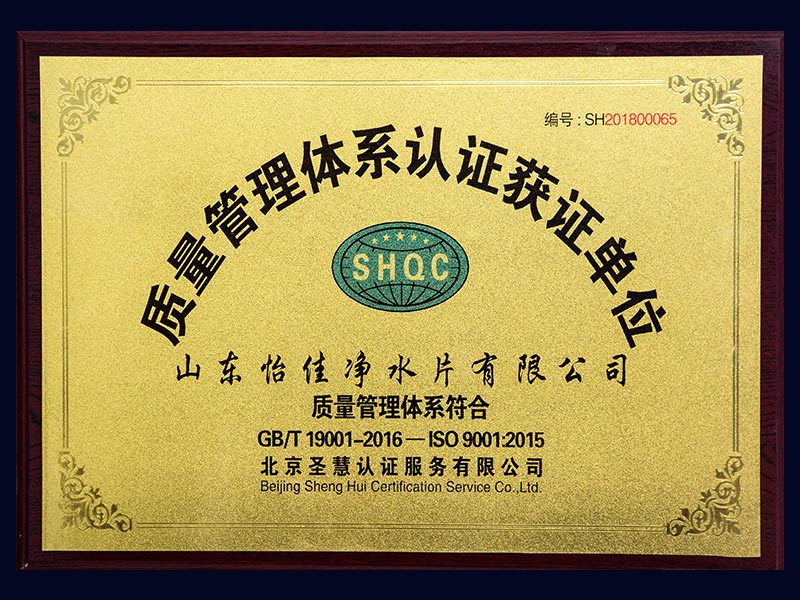 编号：SH201800065
质量管理体系认证获证单位
SHQC
山东怡佳净水片有限公司
质量管理体系符合
GB/T 19001-2016—ISO 9001:2015
北京圣慧认证服务有限公司
Beijing Sheng Hui Certification Service Co.,Ltd.